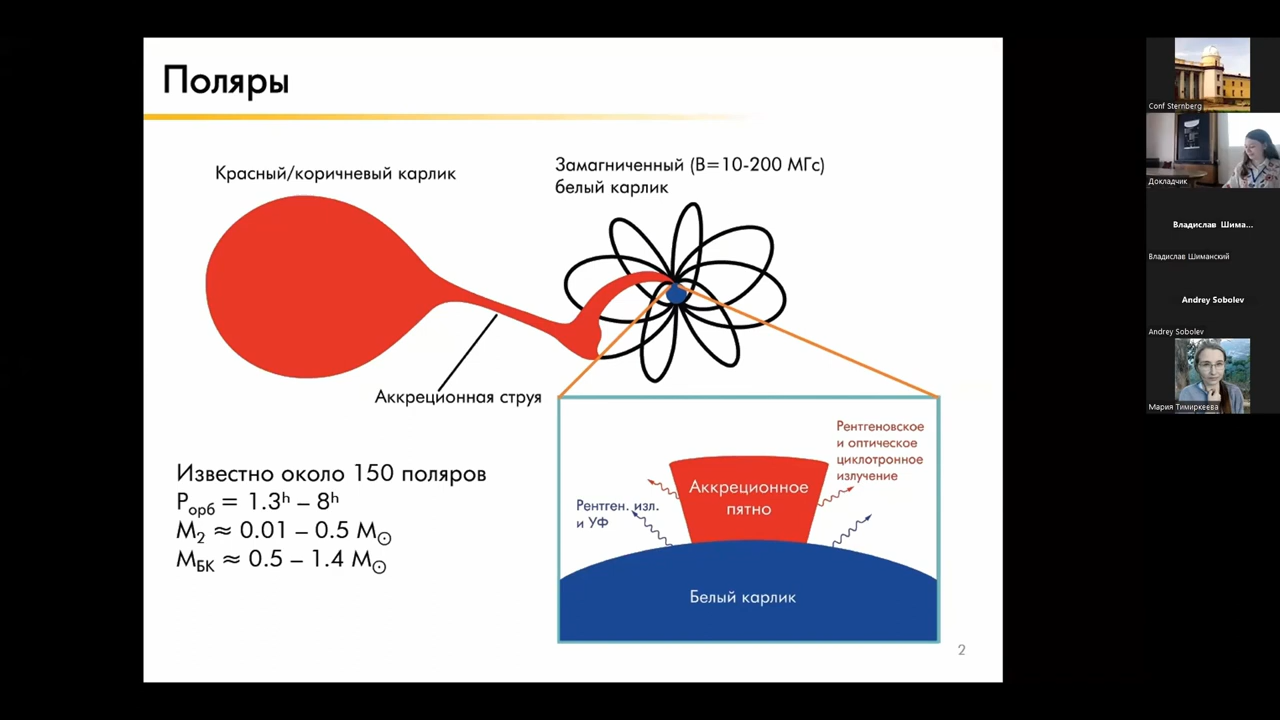 Поляры
Красный/коричневый карлик
Замагниченный (B=10-200 МГс)
белый карлик
Аккреционная струя
Известно около 150 поляров
Pорб = 1.3ʰ – 8ʰ
M₂ ≈ 0.01 – 0.5 M⊙
MБК ≈ 0.5 – 1.4 M⊙
Рентгеновское
и оптическое
циклотронное
излучение
Аккреционное
пятно
Рентген. изл.
и УФ
Белый карлик
2
Conf Sternberg
Докладчик
Владислав Шима...
Владислав Шиманский
Andrey Sobolev
Andrey Sobolev
Мария Тимиркеева